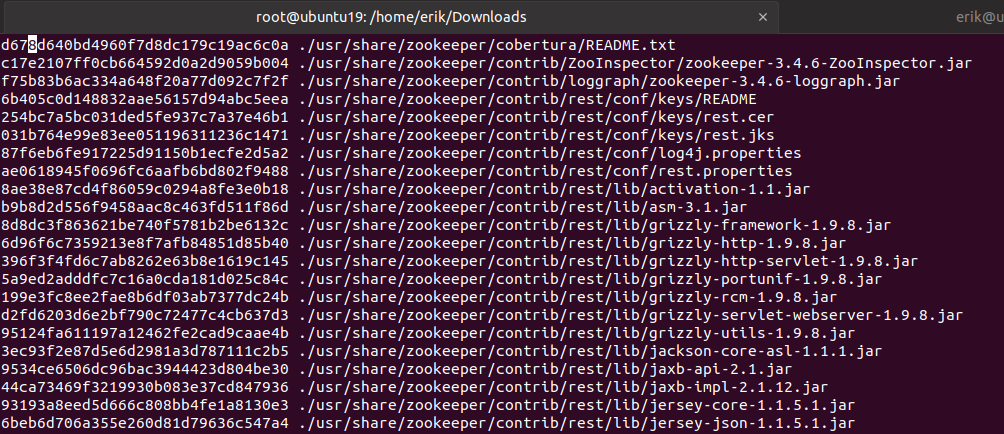 root@ubuntu19: /home/erik/Downloads × erik@u
d678d640bd4960f7d8dc179c19ac6c0a ./usr/share/zookeeper/cobertura/README.txt
c17e2107ff0cb664592d0a2d9059b004 ./usr/share/zookeeper/contrib/ZooInspector/zookeeper-3.4.6-ZooInspector.jar
f75b83b6ac334a648f20a77d092c7f2f ./usr/share/zookeeper/contrib/loggraph/zookeeper-3.4.6-loggraph.jar
6b405c0d148832aae56157d94abc5eea ./usr/share/zookeeper/contrib/rest/conf/keys/README
254bc7a5bc031ded5fe937c7a37e46b1 ./usr/share/zookeeper/contrib/rest/conf/keys/rest.cer
031b764e99e83ee051196311236c1471 ./usr/share/zookeeper/contrib/rest/conf/keys/rest.jks
87f6eb6fe917225d91150b1ecfe2d5a2 ./usr/share/zookeeper/contrib/rest/conf/log4j.properties
ae0618945f0696fc6aafb6bd802f9488 ./usr/share/zookeeper/contrib/rest/conf/rest.properties
8ae38e87cd4f86059c0294a8fe3e0b18 ./usr/share/zookeeper/contrib/rest/lib/activation-1.1.jar
b9b8d2d556f9458aac8c463fd511f86d ./usr/share/zookeeper/contrib/rest/lib/asm-3.1.jar
8d8dc3f863621be740f5781b2be6132c ./usr/share/zookeeper/contrib/rest/lib/grizzly-framework-1.9.8.jar
6d96f6c7359213e8f7afb84851d85b40 ./usr/share/zookeeper/contrib/rest/lib/grizzly-http-1.9.8.jar
396f3f4fd6c7ab8262e63b8e1619c145 ./usr/share/zookeeper/contrib/rest/lib/grizzly-http-servlet-1.9.8.jar
5a9ed2adddfc7c16a0cda181d025c84c ./usr/share/zookeeper/contrib/rest/lib/grizzly-portunif-1.9.8.jar
199e3fc8ee2fae8b6df03ab7377dc24b ./usr/share/zookeeper/contrib/rest/lib/grizzly-rcm-1.9.8.jar
d2fd6203d6e2bf790c72477c4cb637d3 ./usr/share/zookeeper/contrib/rest/lib/grizzly-servlet-webserver-1.9.8.jar
95124fa611197a12462fe2cad9caae4b ./usr/share/zookeeper/contrib/rest/lib/grizzly-utils-1.9.8.jar
3ec93f2e87d5e6d2981a3d787111c2b5 ./usr/share/zookeeper/contrib/rest/lib/jackson-core-asl-1.1.1.jar
9534ce6506dc96bac3944423d804be30 ./usr/share/zookeeper/contrib/rest/lib/jaxb-api-2.1.jar
44ca73469f3219930b083e37cd847936 ./usr/share/zookeeper/contrib/rest/lib/jaxb-impl-2.1.12.jar
93193a8eed5d666c808bb4fe1a8130e3 ./usr/share/zookeeper/contrib/rest/lib/jersey-core-1.1.5.1.jar
6beb6d706a355e260d81d79636c547a4 ./usr/share/zookeeper/contrib/rest/lib/jersey-json-1.1.5.1.jar